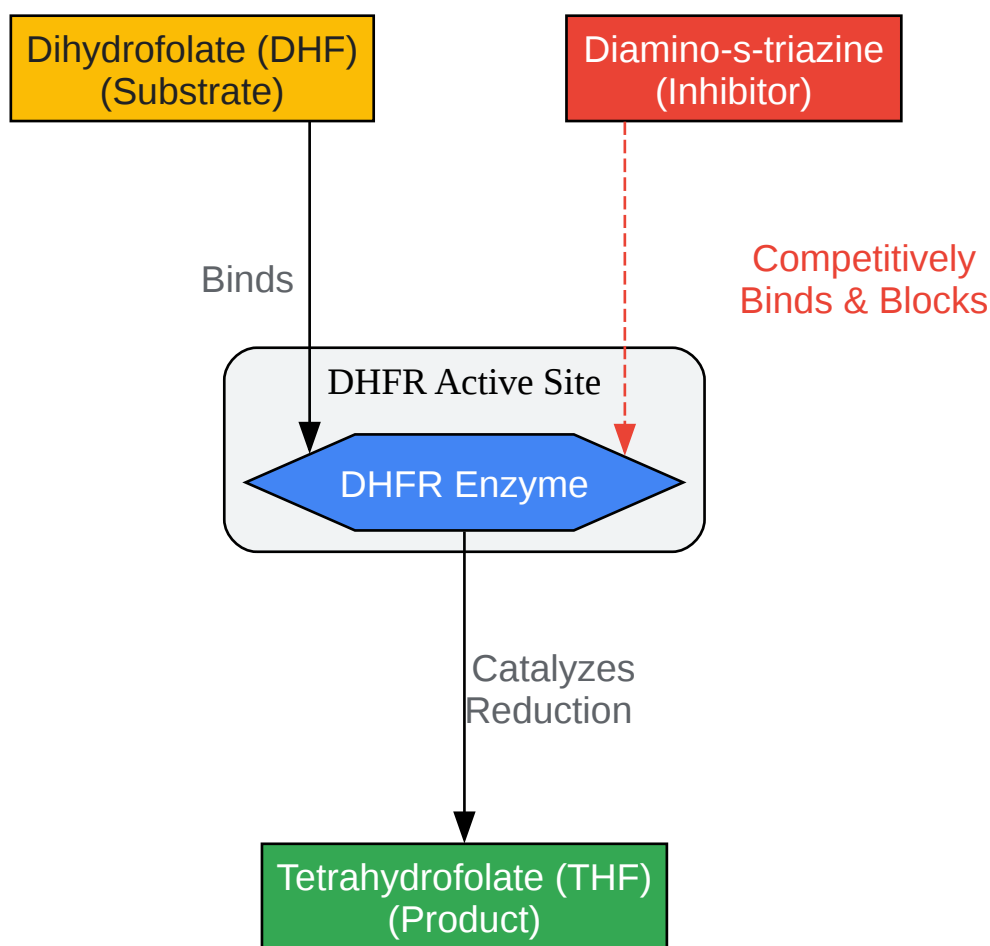 Dihydrofolate (DHF)
(Substrate)
Diamino-s-triazine
(Inhibitor)
Binds
Competitively
Binds & Blocks
DHFR Active Site
DHFR Enzyme
Catalyzes
Reduction
Tetrahydrofolate (THF)
(Product)